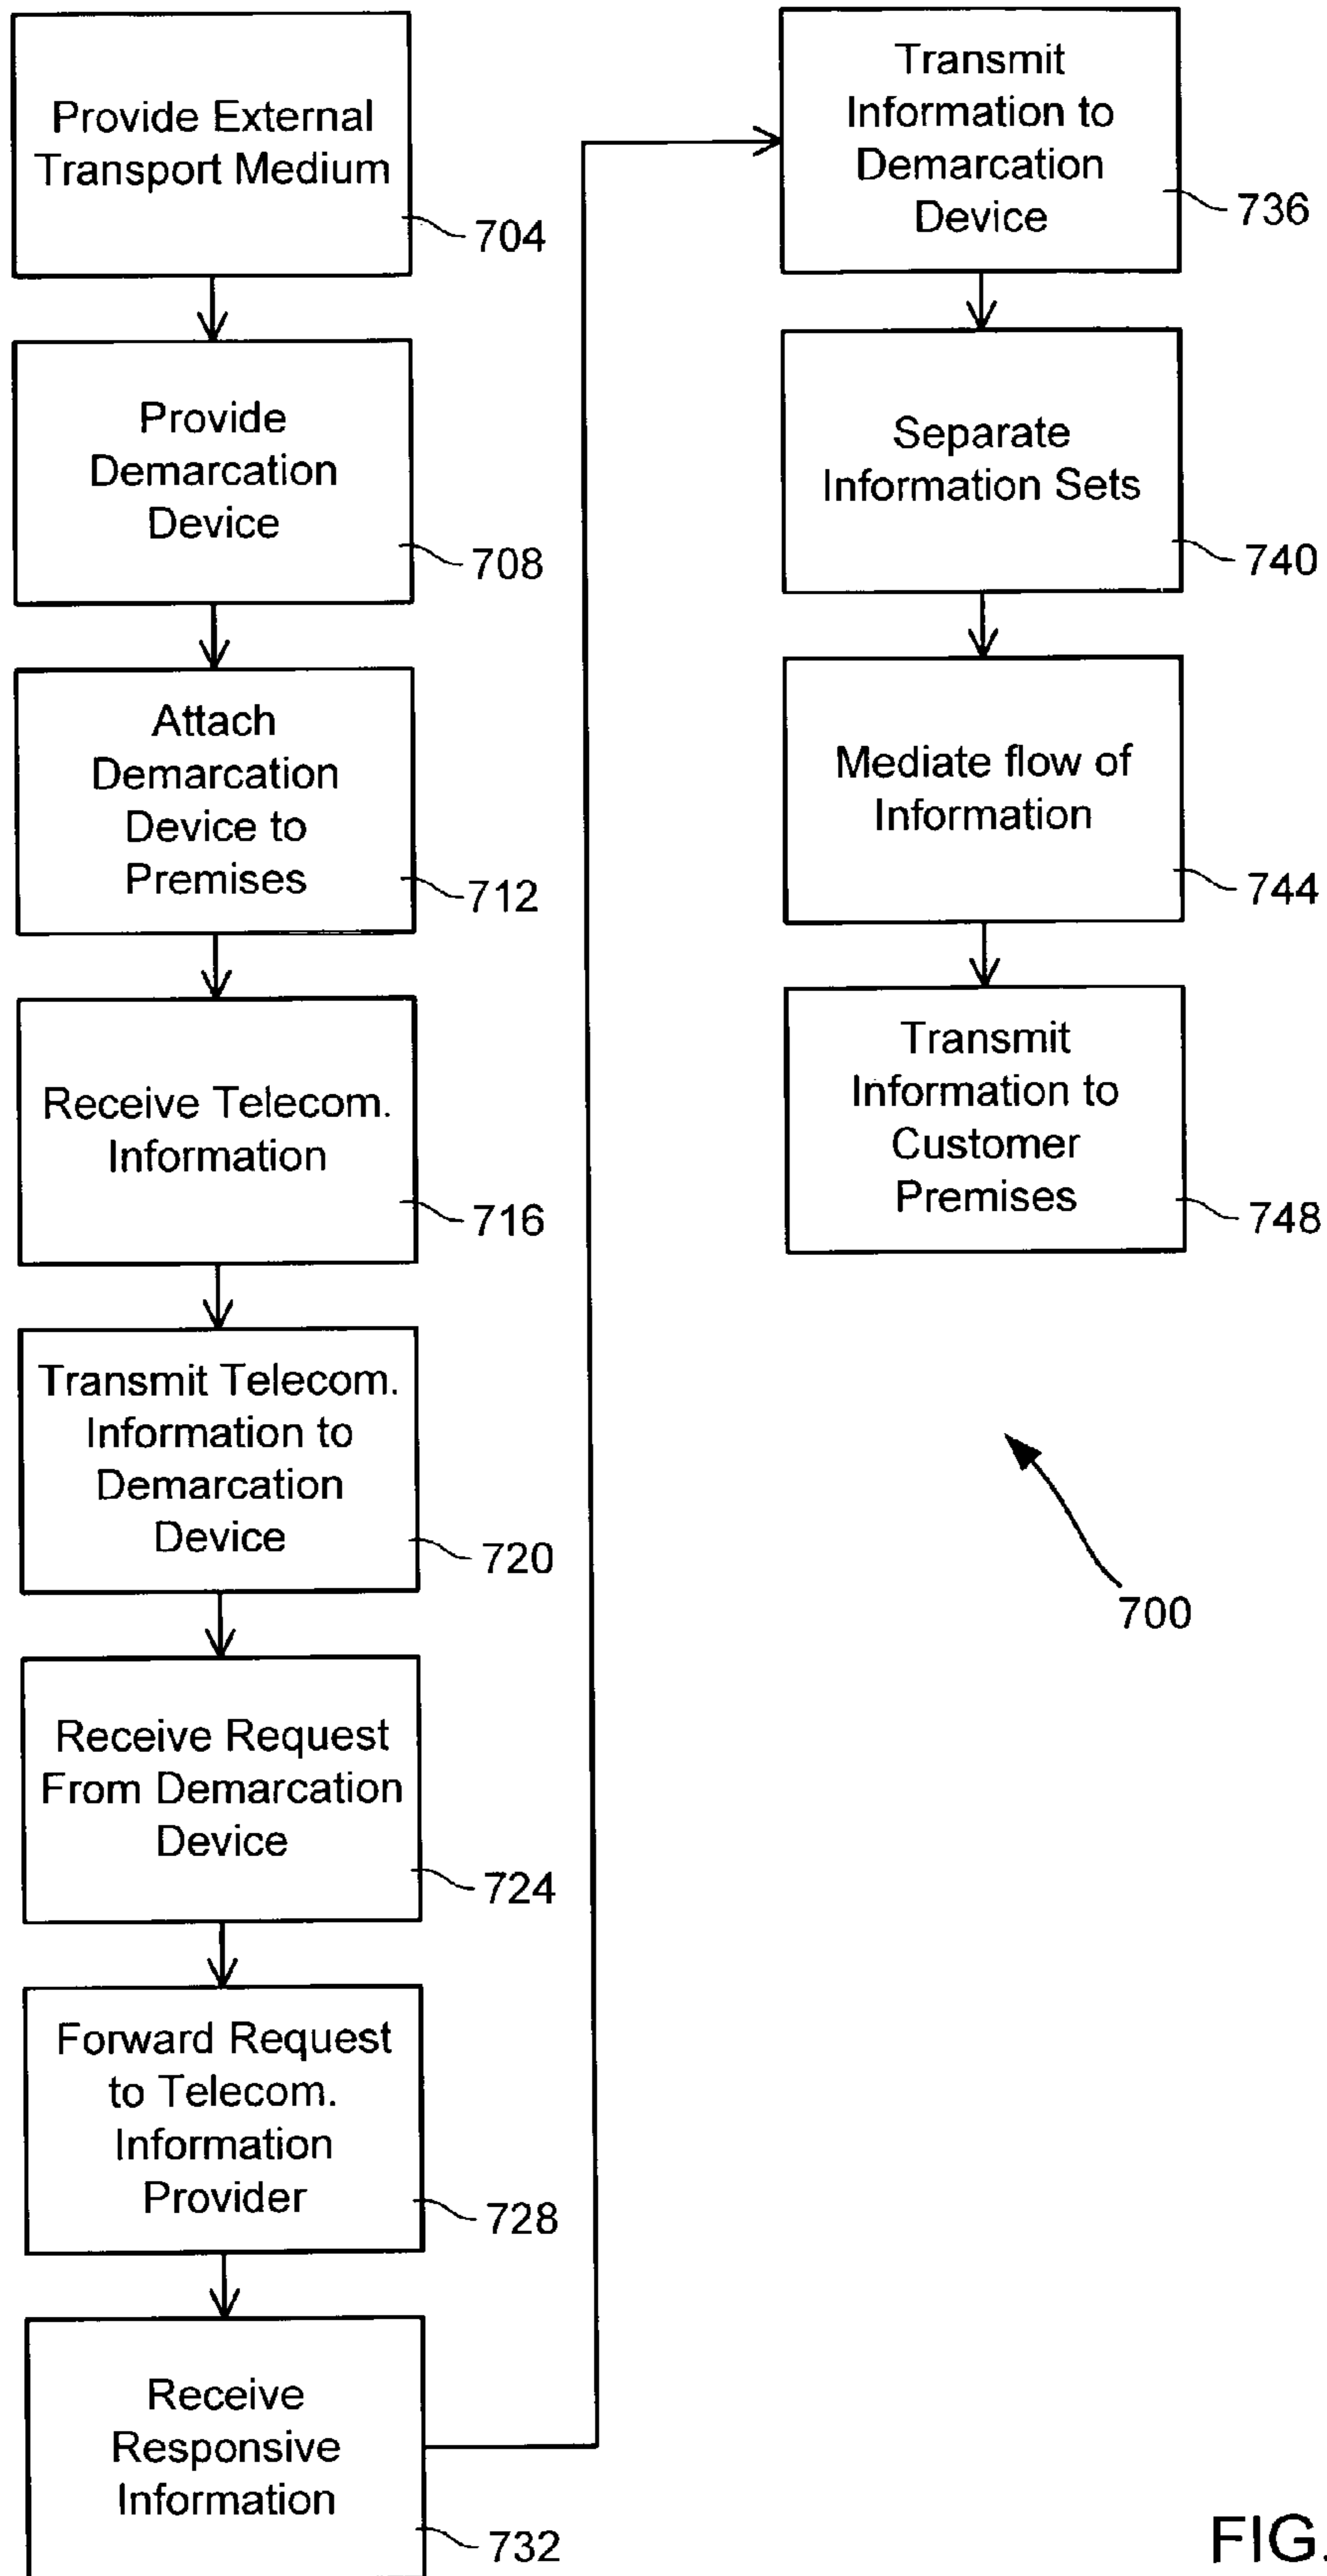 Provide External
Transport Medium
704
Provide
Demarcation
Device
708
Attach
Demarcation
Device to
Premises
712
Receive Telecom.
Information
716
Transmit Telecom.
Information to
Demarcation
Device
720
Receive Request
From Demarcation
Device
724
Forward Request
to Telecom.
Information
Provider
728
Receive
Responsive
Information
732
Transmit
Information to
Demarcation
Device
736
Separate
Information Sets
740
Mediate flow of
Information
744
Transmit
Information to
Customer
Premises
748
700
FIG.